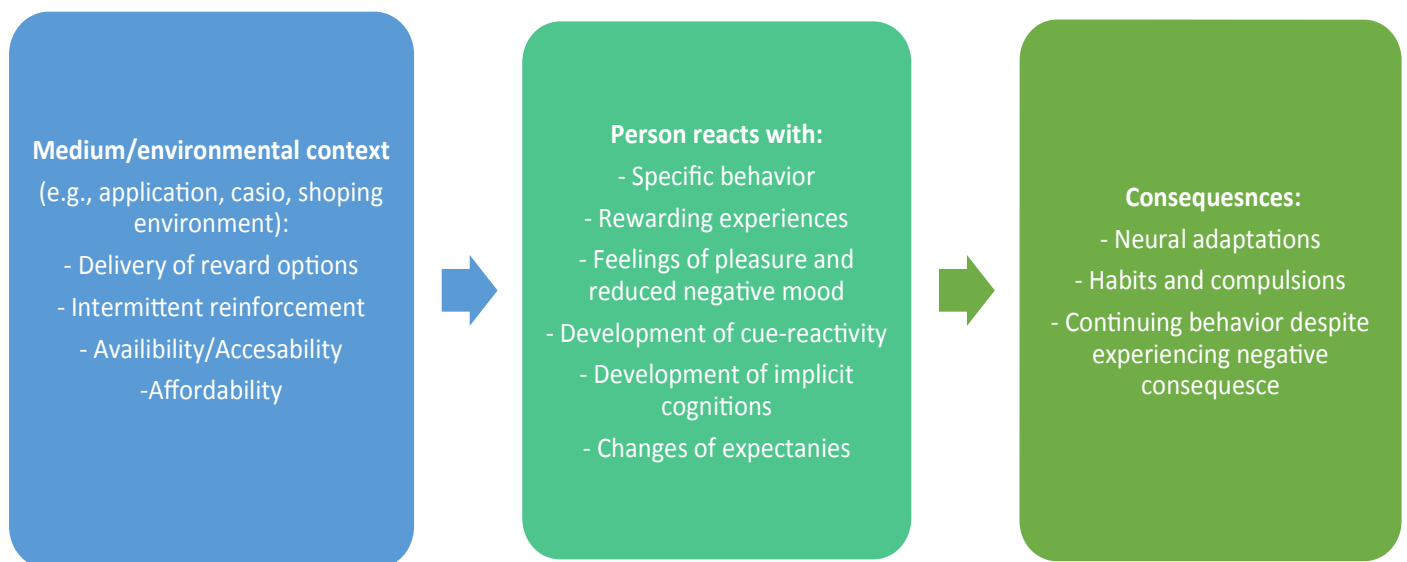 Medium/environmental context
(e.g., application, casio, shoping
environment):
- Delivery of revard options
- Intermittent reinforcement
- Availibility/Accesability
-Affordability
Person reacts with:
- Specific behavior
- Rewarding experiences
- Feelings of pleasure and
reduced negative mood
- Development of cue-reactivity
- Development of implicit
cognitions
- Changes of expectanies
Consequesnces:
- Neural adaptations
- Habits and compulsions
- Continuing behavior despite
experiencing negative
consequesce